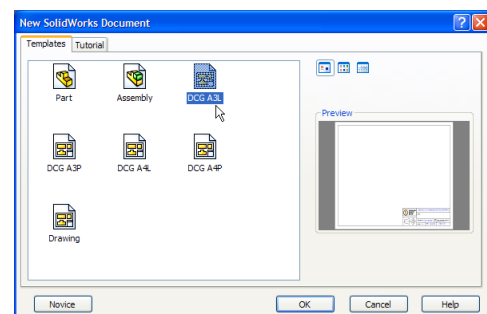 New SolidWorks Document
Templates Tutorial
Part Assembly DCG A3L
Preview
DCG A3P DCG A4L DCG A4P
Drawing
Novice OK Cancel Help